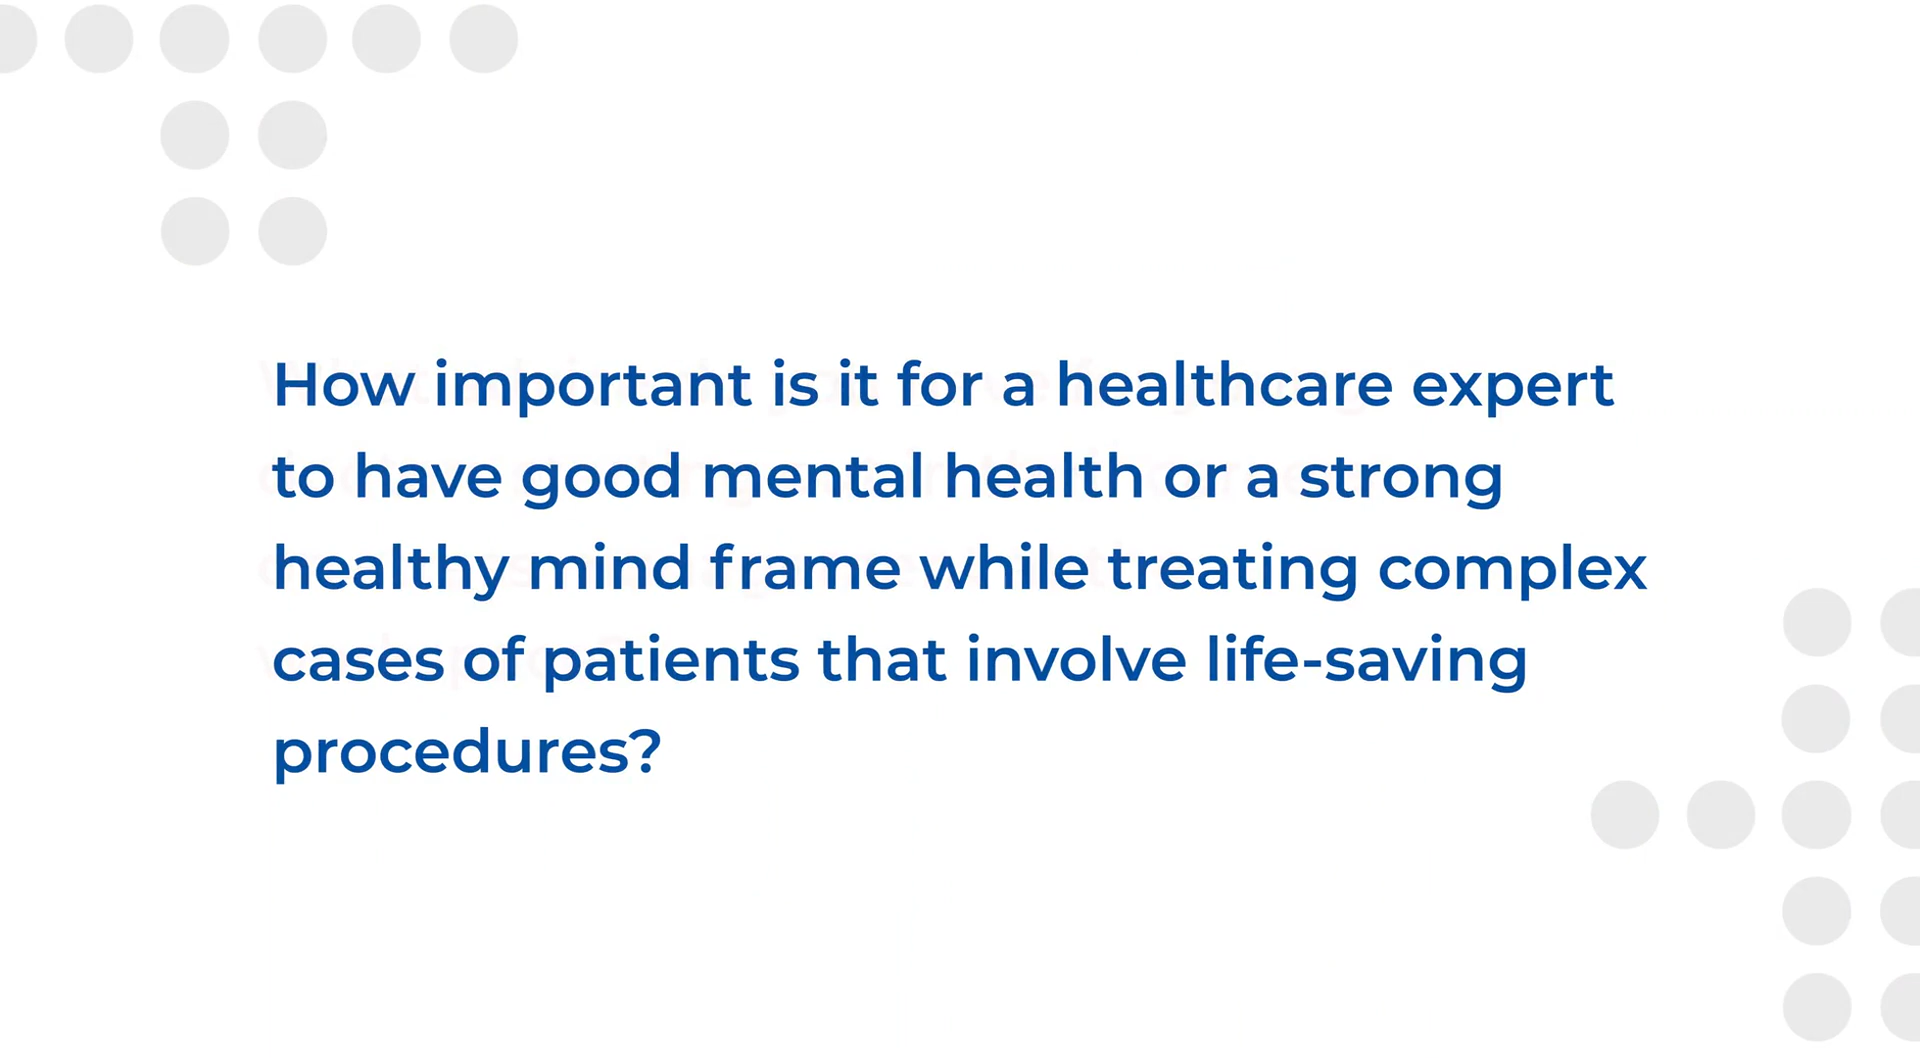 How important is it for a healthcare expert
to have good mental health or a strong
healthy mind frame while treating complex
cases of patients that involve life-saving
procedures?